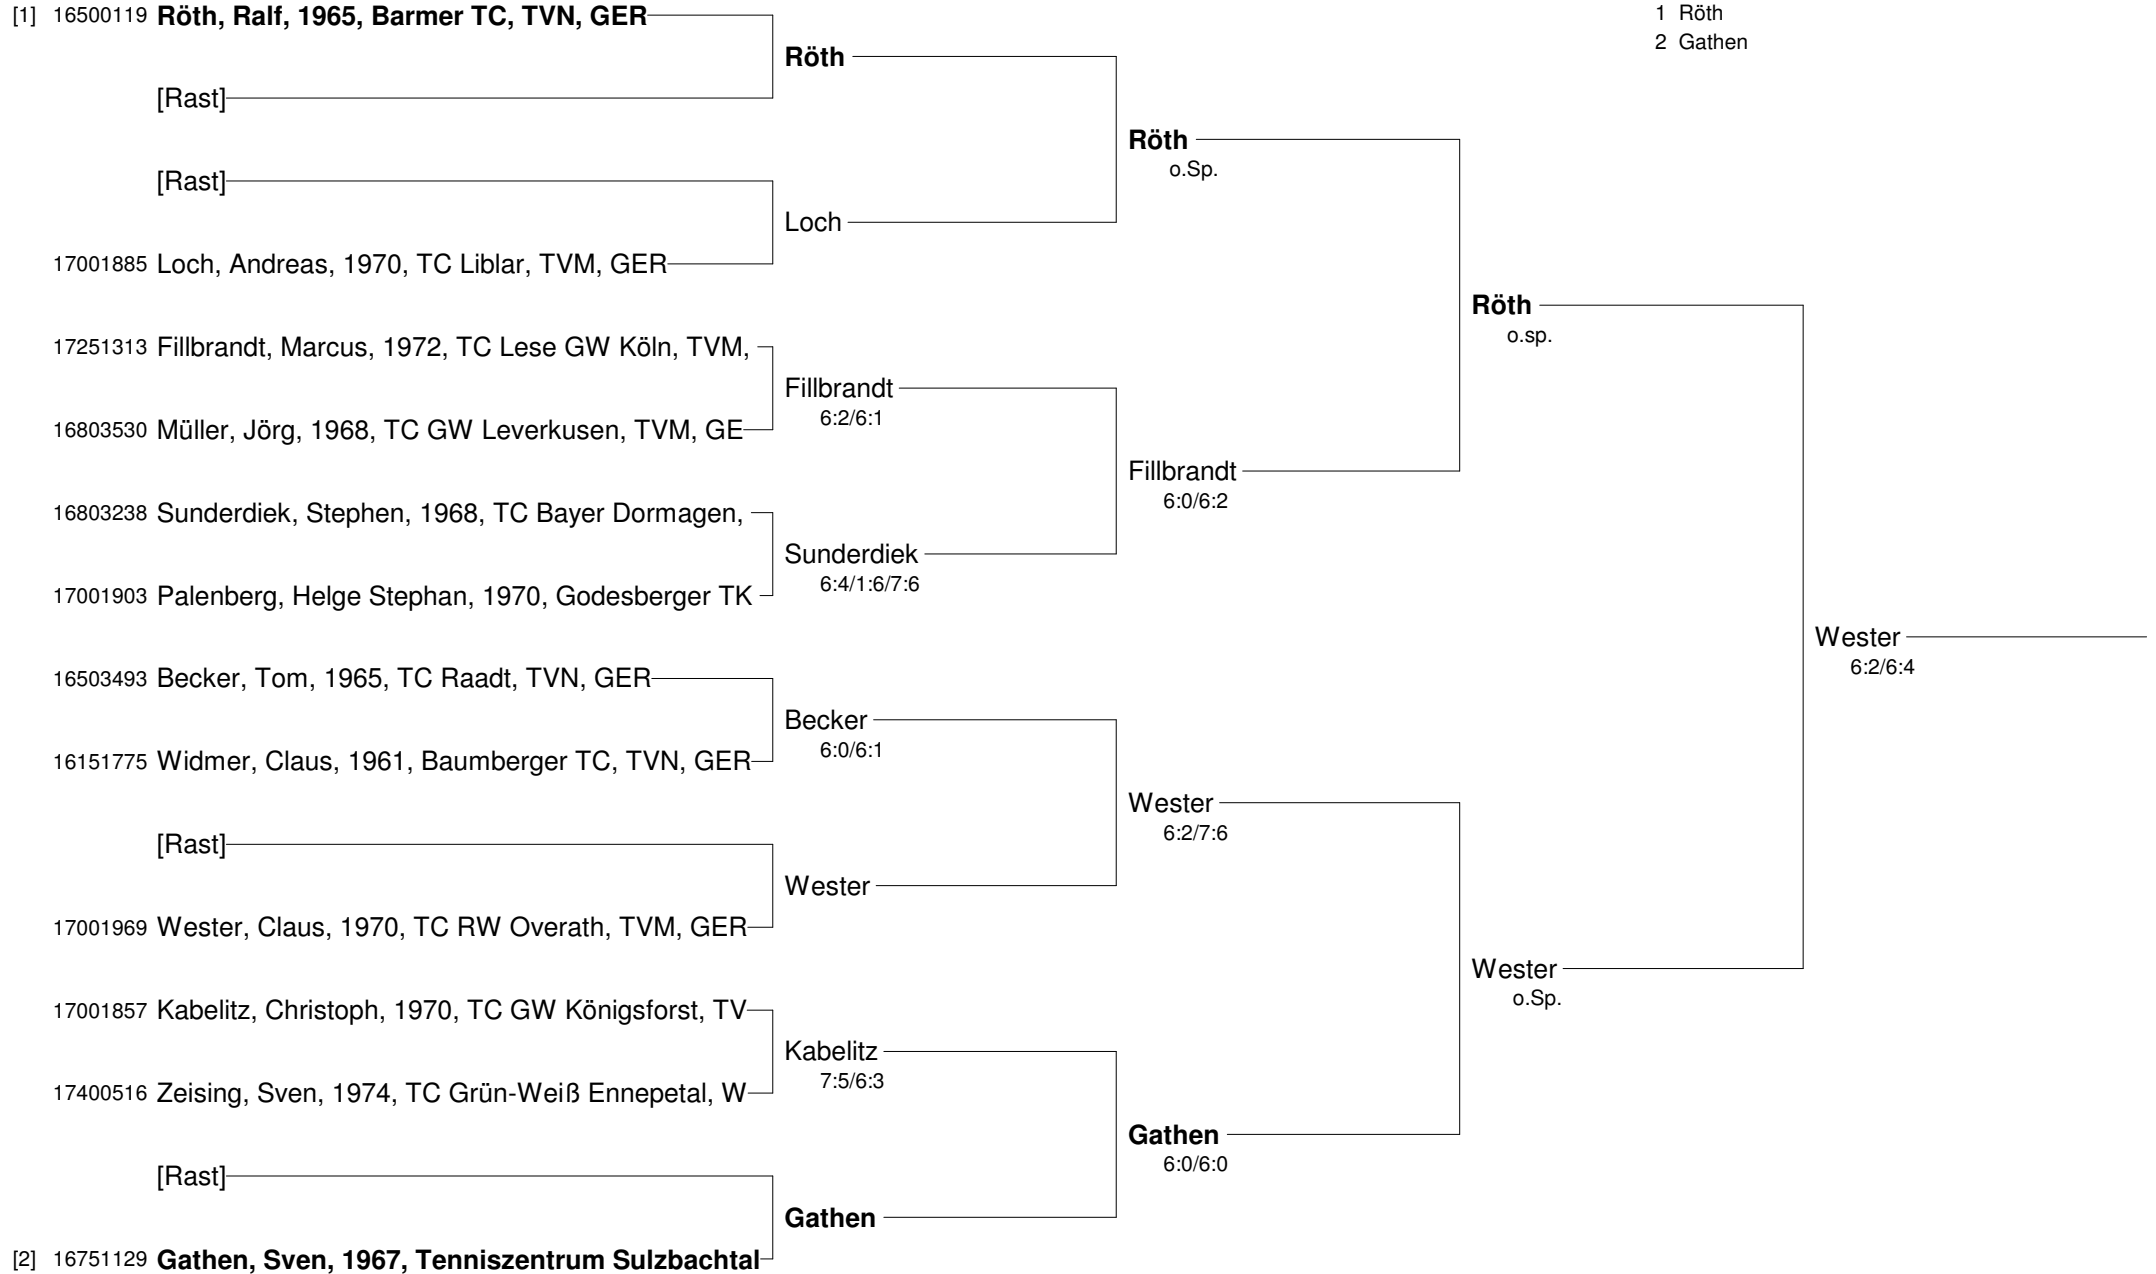 [1] 16500119 Röth, Ralf, 1965, Barmer TC, TVN, GER
1 Röth
2 Gathen
Röth
[Rast]
Röth
o.Sp.
[Rast]
Loch
17001885 Loch, Andreas, 1970, TC Liblar, TVM, GER
Röth
o.sp.
17251313 Fillbrandt, Marcus, 1972, TC Lese GW Köln, TVM,
Fillbrandt
6:2/6:1
16803530 Müller, Jörg, 1968, TC GW Leverkusen, TVM, GE
Fillbrandt
6:0/6:2
16803238 Sunderdiek, Stephen, 1968, TC Bayer Dormagen,
Sunderdiek
6:4/1:6/7:6
17001903 Palenberg, Helge Stephan, 1970, Godesberger TK
Wester
6:2/6:4
16503493 Becker, Tom, 1965, TC Raadt, TVN, GER
Becker
6:0/6:1
16151775 Widmer, Claus, 1961, Baumberger TC, TVN, GER
Wester
6:2/7:6
[Rast]
Wester
17001969 Wester, Claus, 1970, TC RW Overath, TVM, GER
Wester
o.Sp.
17001857 Kabelitz, Christoph, 1970, TC GW Königsforst, TV
Kabelitz
7:5/6:3
17400516 Zeising, Sven, 1974, TC Grün-Weiß Ennepetal, W
Gathen
6:0/6:0
[Rast]
Gathen
[2] 16751129 Gathen, Sven, 1967, Tenniszentrum Sulzbachtal